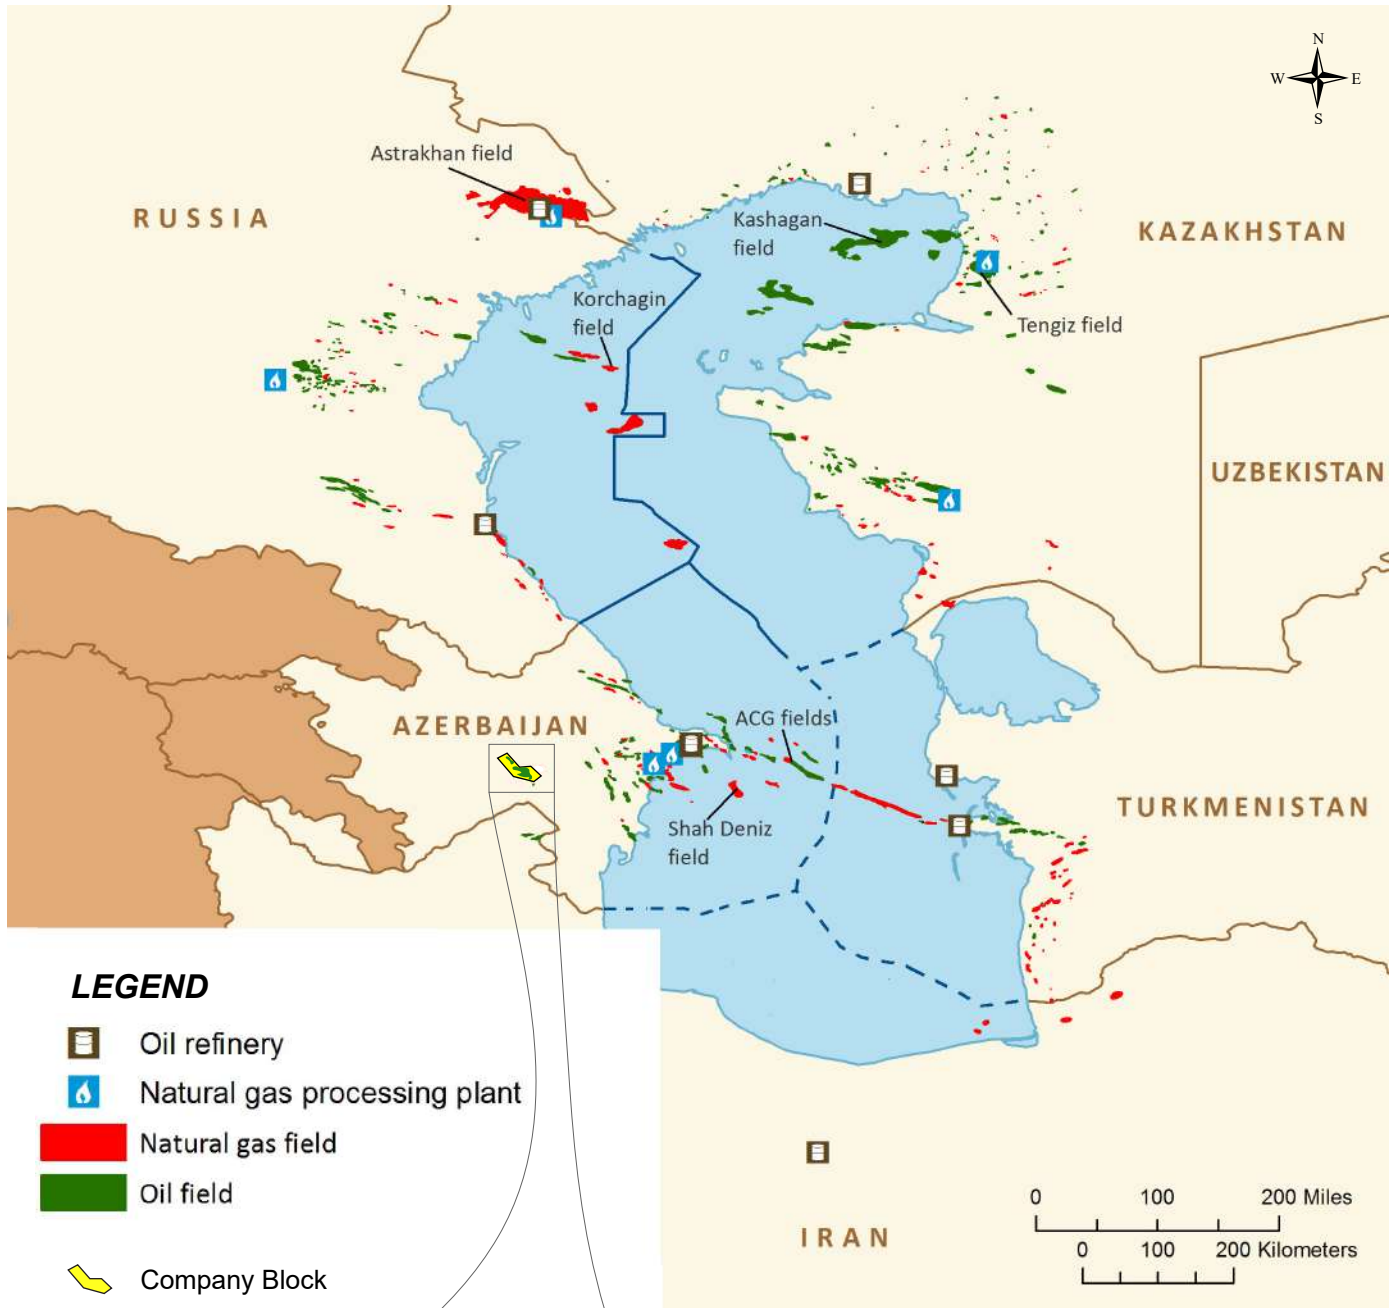 N
W E
S
Astrakhan field
RUSSIA
Kashagan
field
KAZAKHSTAN
Korchagin
field
Tengiz field
UZBEKISTAN
AZERBAIJAN
ACG fields
TURKMENISTAN
Shah Deniz
field
LEGEND
Oil refinery
Natural gas processing plant
Natural gas field
Oil field
Company Block
IRAN
0 100 200 Miles
0 100 200 Kilometers